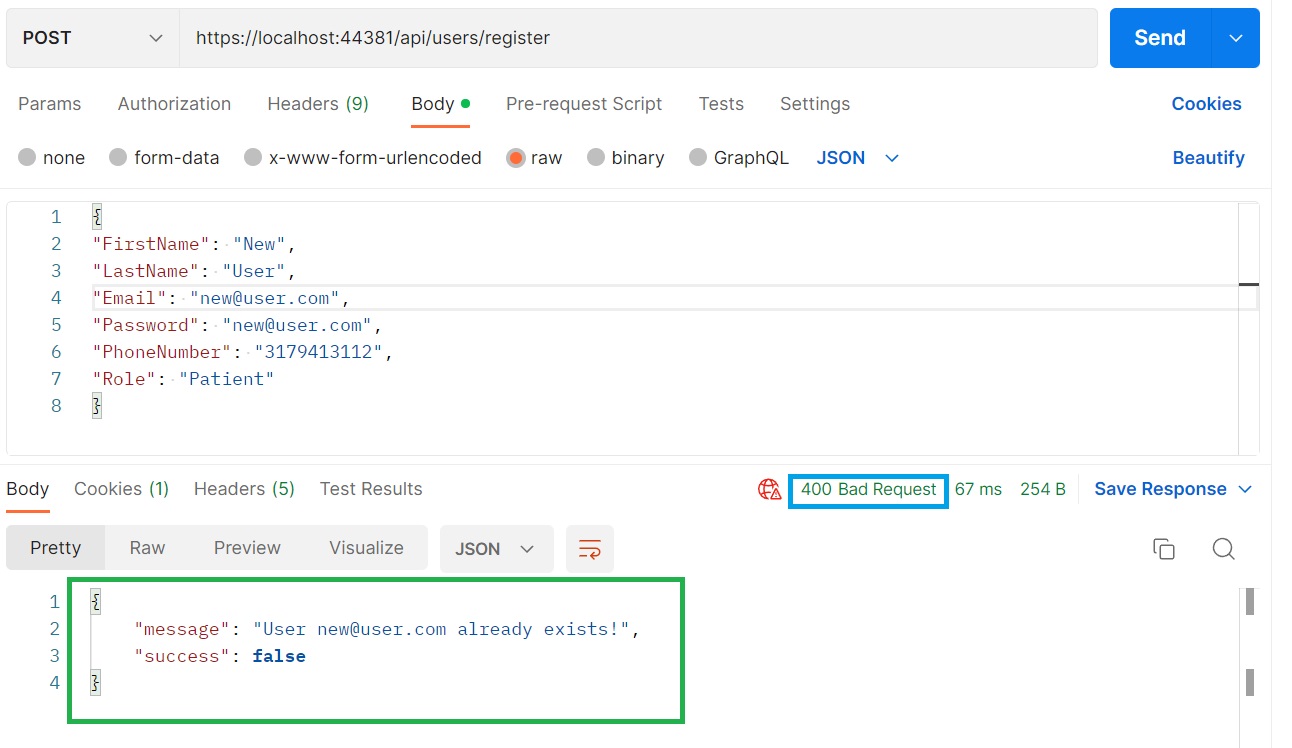 POST https://localhost:44381/api/users/register Send
Params Authorization Headers (9) Body Pre-request Script Tests Settings Cookies
none form-data x-www-form-urlencoded raw binary GraphQL JSON Beautify
1 {
2 "FirstName": "New",
3 "LastName": "User",
4 "Email": "new@user.com",
5 "Password": "new@user.com",
6 "PhoneNumber": "3179413112",
7 "Role": "Patient"
8 }
Body Cookies (1) Headers (5) Test Results 400 Bad Request 67 ms 254 B Save Response
Pretty Raw Preview Visualize JSON
1 {
2 "message": "User new@user.com already exists!",
3 "success": false
4 }